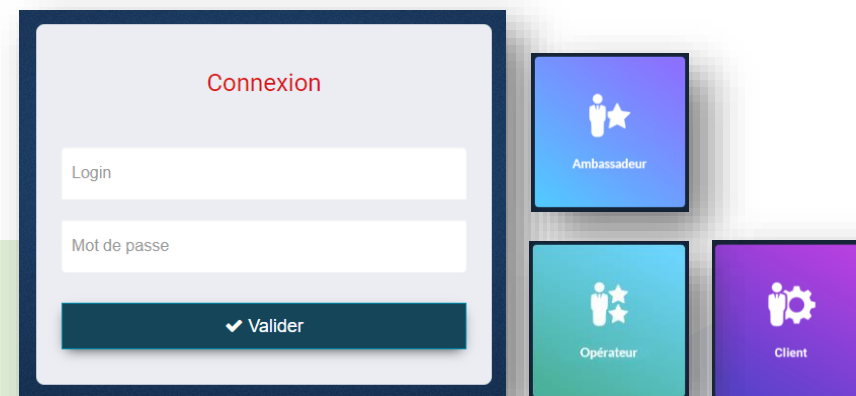 Connexion
Login
Mot de passe
Valider
Ambassadeur
Opérateur
Client